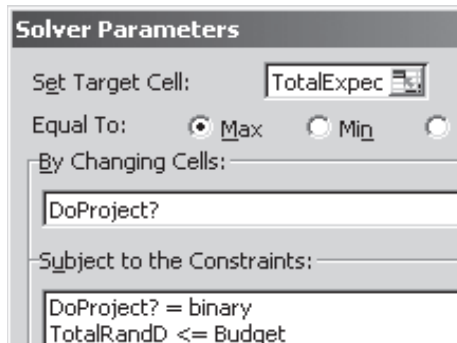 Solver Parameters
Set Target Cell: TotalExpec
Equal To: Max Min
By Changing Cells:
DoProject?
Subject to the Constraints:
DoProject? = binary
TotalRandD <= Budget